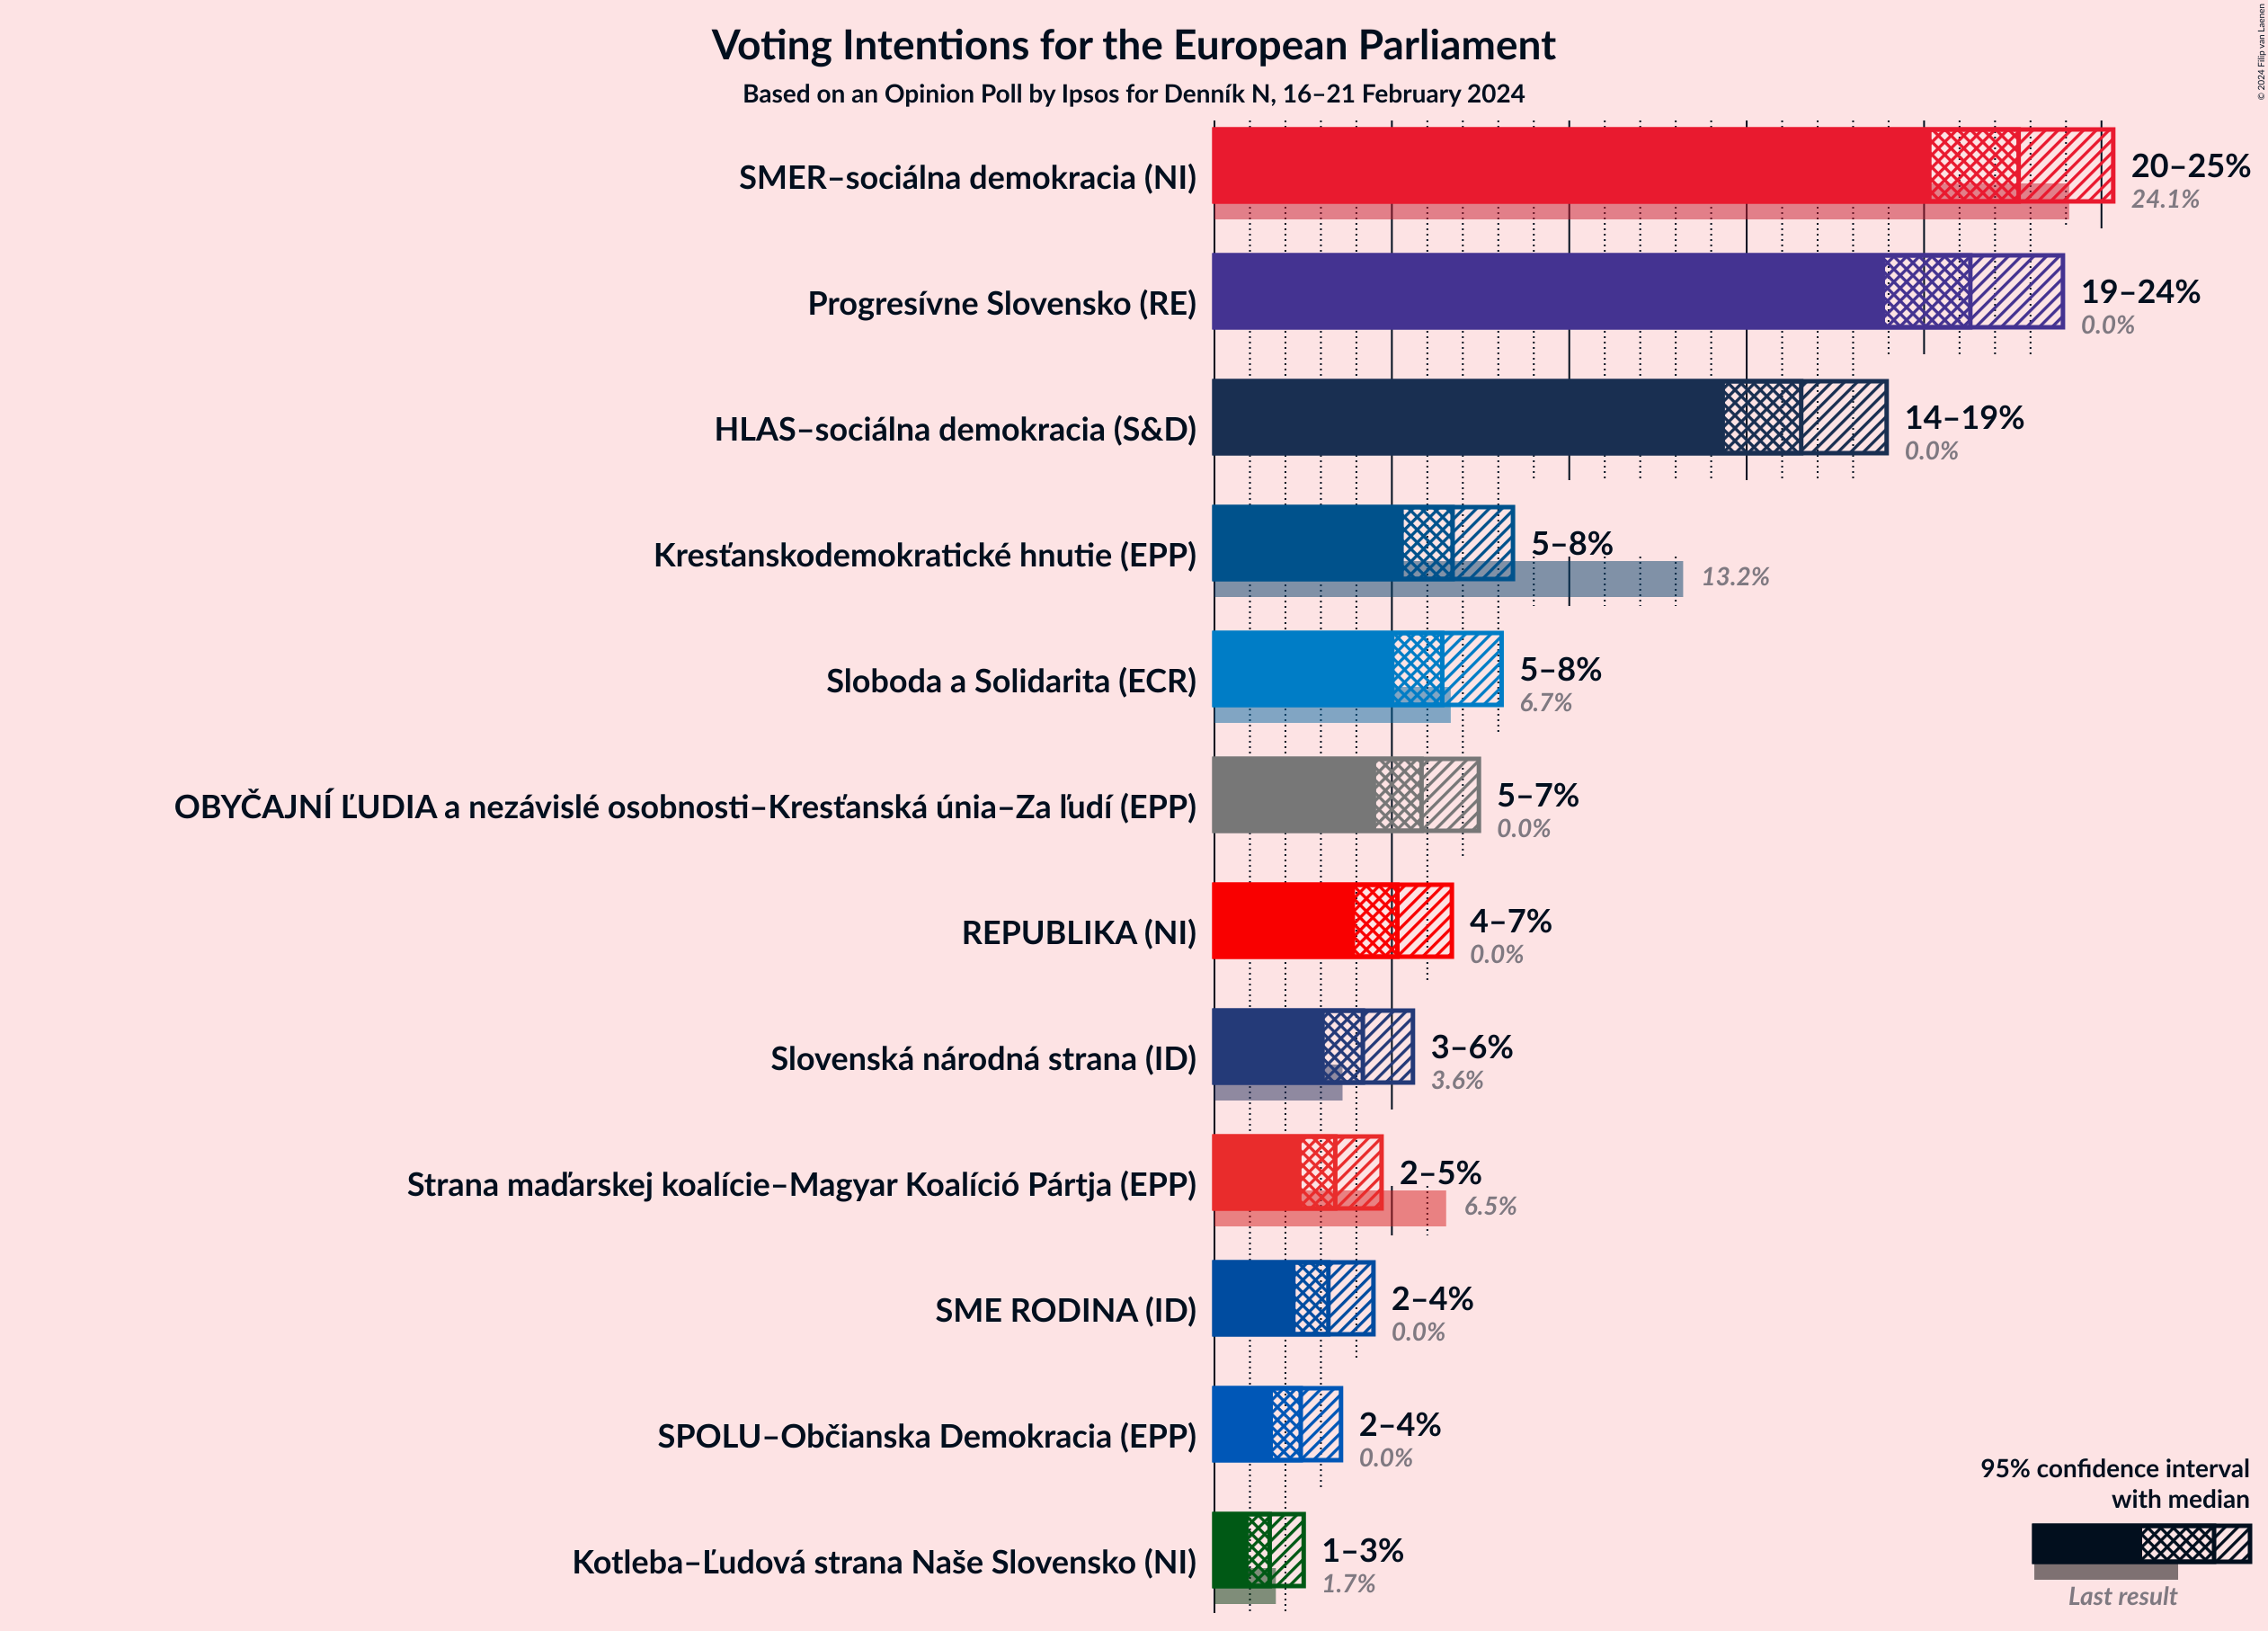 Voting Intentions for the European Parliament
Based on an Opinion Poll by Ipsos for Denník N, 16–21 February 2024
© 2024 Filip van Laenen
SMER–sociálna demokracia (NI)
20–25%
24.1%
Progresívne Slovensko (RE)
19–24%
0.0%
HLAS–sociálna demokracia (S&D)
14–19%
0.0%
Kresťanskodemokratické hnutie (EPP)
5–8%
13.2%
Sloboda a Solidarita (ECR)
5–8%
6.7%
OBYČAJNÍ ĽUDIA a nezávislé osobnosti–Kresťanská únia–Za ľudí (EPP)
5–7%
0.0%
REPUBLIKA (NI)
4–7%
0.0%
Slovenská národná strana (ID)
3–6%
3.6%
Strana maďarskej koalície–Magyar Koalíció Pártja (EPP)
2–5%
6.5%
SME RODINA (ID)
2–4%
0.0%
SPOLU–Občianska Demokracia (EPP)
2–4%
0.0%
Kotleba–Ľudová strana Naše Slovensko (NI)
1–3%
1.7%
95% confidence interval
with median
Last result